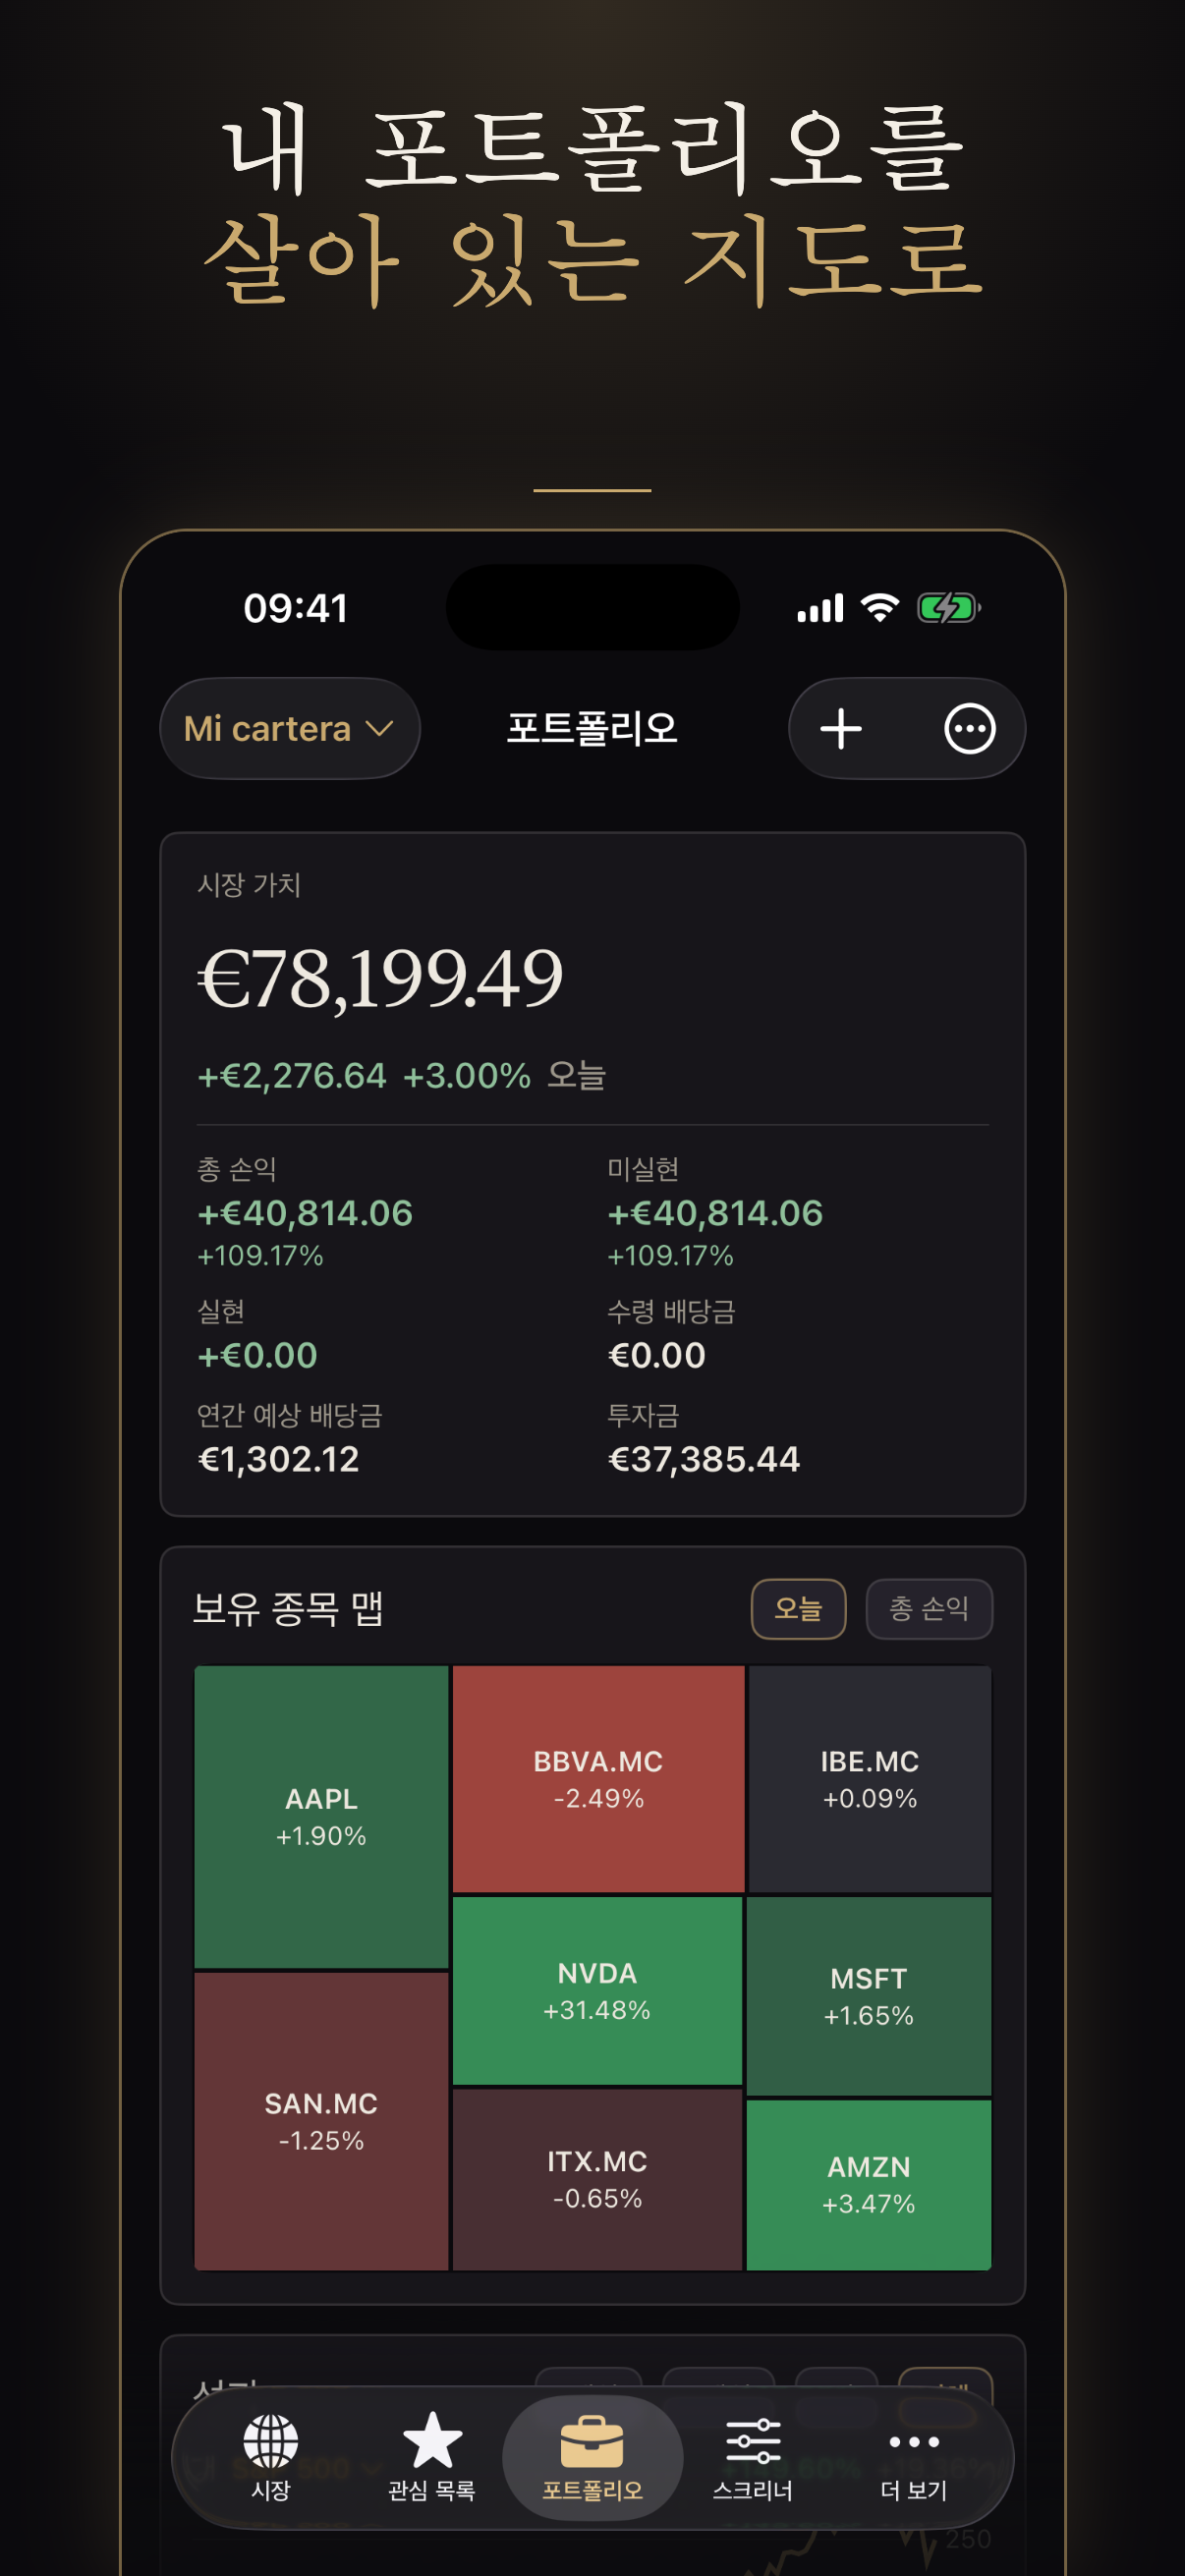 내 포트폴리오를
살아 있는 지도로
09:41
Mi cartera
포트폴리오
시장 가치
€78,199.49
+€2,276.64 +3.00% 오늘
총 손익
미실현
+€40,814.06
+€40,814.06
+109.17%
+109.17%
실현
수령 배당금
+€0.00
€0.00
연간 예상 배당금
투자금
€1,302.12
€37,385.44
보유 종목 맵
오늘
총 손익
AAPL
+1.90%
BBVA.MC
-2.49%
IBE.MC
+0.09%
NVDA
+31.48%
MSFT
+1.65%
SAN.MC
-1.25%
ITX.MC
-0.65%
AMZN
+3.47%
시장
관심 목록
포트폴리오
스크리너
더 보기
250